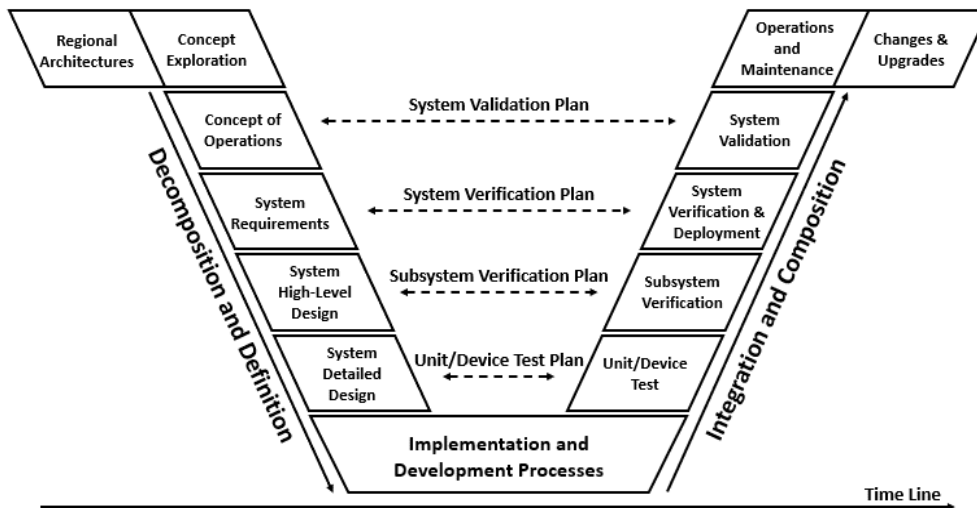 Regional
Architectures
Concept
Exploration
Operations
and
Maintenance
Changes &
Upgrades
Concept of
Operations
System Validation Plan
System
Validation
System
Requirements
System Verification Plan
System
Verification &
Deployment
System
High-Level
Design
Subsystem Verification Plan
Subsystem
Verification
System
Detailed
Design
Unit/Device Test Plan
Unit/Device
Test
Decomposition and Definition
Integration and Composition
Implementation and
Development Processes
Time Line